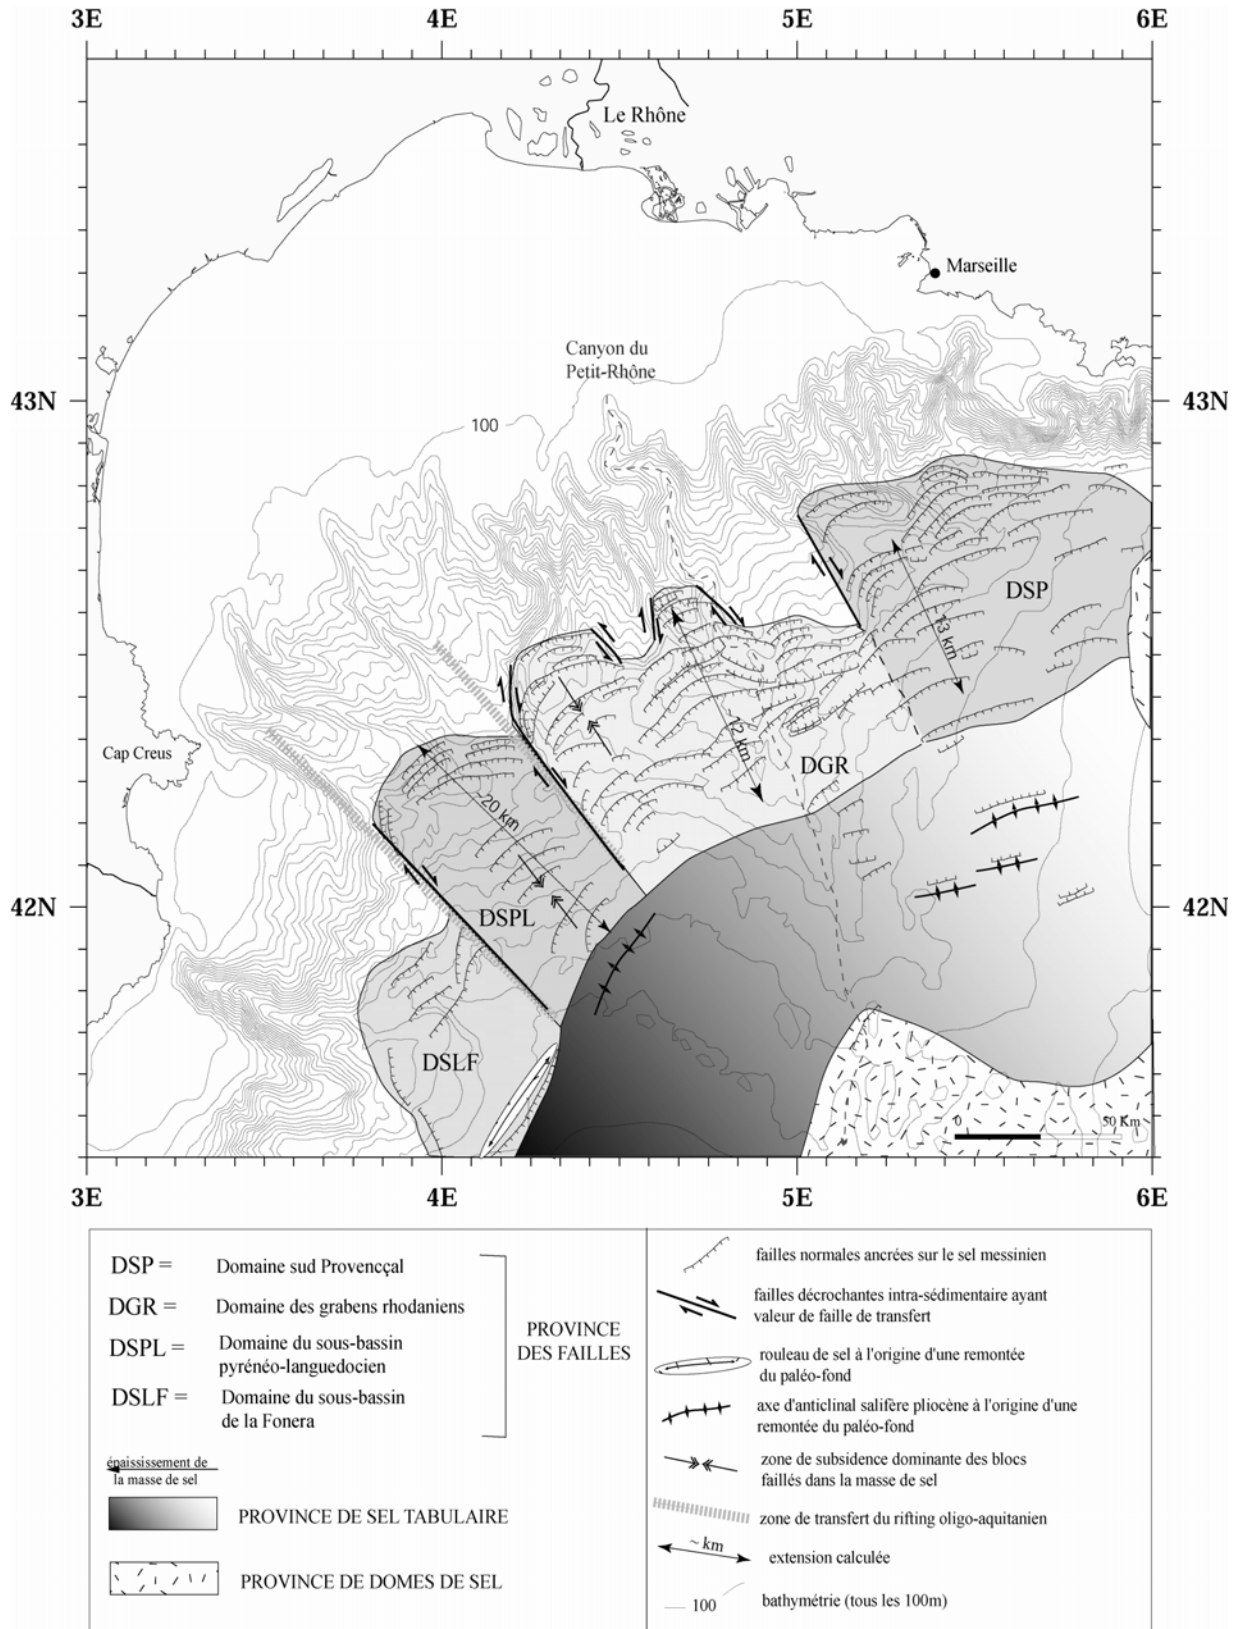 3E 4E 5E 6E
Le Rhône
Marseille
Canyon du
Petit-Rhône
43N 43N
100
DSP
13 km
Cap Creus
12 km
DGR
20 km
DSPL
42N 42N
DSLF
0 50 Km
3E 4E 5E 6E
DSP = Domaine sud Provencçal
DGR = Domaine des grabens rhodaniens
DSPL = Domaine du sous-bassin
pyrénéo-languedocien
DSLF = Domaine du sous-bassin
de la Fonera
PROVINCE
DES FAILLES
épaississement de
la masse de sel
PROVINCE DE SEL TABULAIRE
PROVINCE DE DOMES DE SEL
failles normales ancrées sur le sel messinien
failles décrochantes intra-sédimentaire ayant
valeur de faille de transfert
rouleau de sel à l'origine d'une remontée
du paléo-fond
axe d'anticlinal salifère pliocène à l'origine d'une
remontée du paléo-fond
zone de subsidence dominante des blocs
faillés dans la masse de sel
zone de transfert du rifting oligo-aquitanien
~ km
extension calculée
100
bathymétrie (tous les 100m)